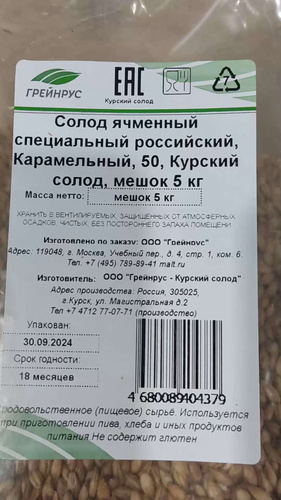 ГРЕЙНРУС
ЕАС
Курский солод
7
Солод ячменный
специальный российский,
Карамельный, 50, Курский
солод, мешок 5 кг
Масса нетто: мешок 5 кг
ХРАНИТЬ В ВЕНТИЛИРУЕМЫХ, ЗАЩИЩЕННЫХ ОТ АТМОСФЕРНЫХ
ОСАДКОВ, ЧИСТЫХ, БЕЗ ПОСТОРОННЕГО ЗАПАХА ПОМЕЩЕНИЯХ
Изготовлено по заказу: ООО "Грейнрус"
Адрес: 119048, г. Москва, Учебный пер., д. 4, стр. 1, ком. 6.
Тел. +7 (495) 789-89-41 malt.ru
Изготовитель: ООО "Грейнрус - Курский солод"
Адрес производства: Россия, 305025,
г.Курск, ул. Магистральная д.2
Тел +7 4712 77-07-71 (производство)
Упакован:
30.09.2024
Срок годности:
18 месяцев
4 680089 404379
родовольственное (пищевое) сырьё. Используется
при приготовлении пива, хлеба и иных продуктов
питания Не содержит глютен